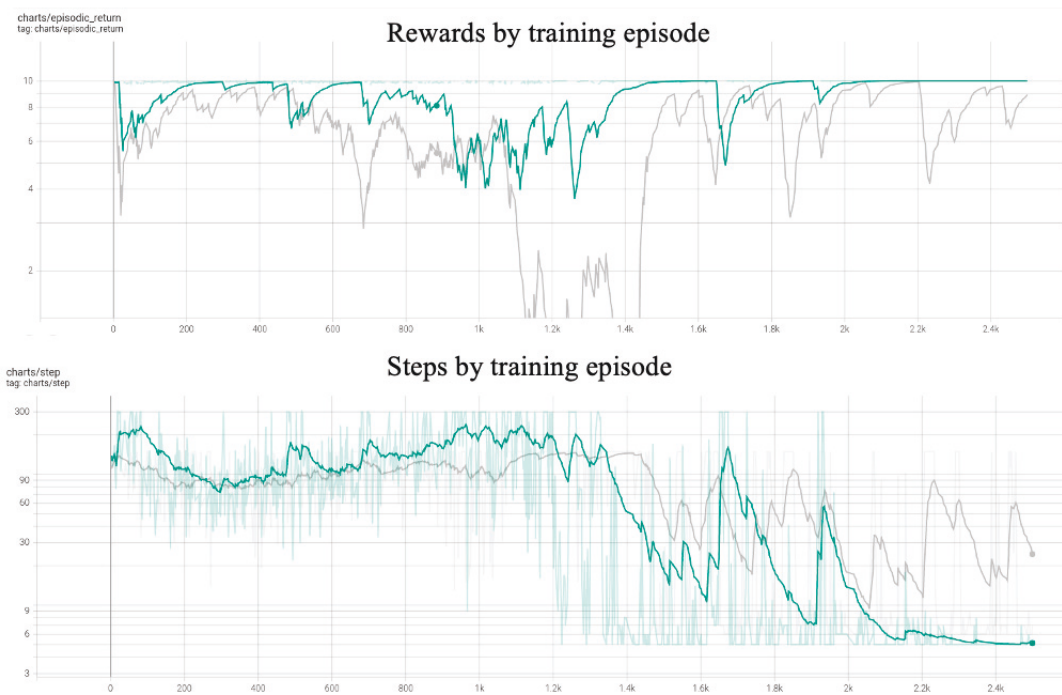 charts/episodic_return
tag: charts/episodic_return
Rewards by training episode
10
8
6
4
2
0 200 400 600 800 1k 1.2k 1.4k 1.6k 1.8k 2k 2.2k 2.4k
Steps by training episode
charts/step
tag: charts/step
300
90
60
30
9
6
3
0 200 400 600 800 1k 1.2k 1.4k 1.6k 1.8k 2k 2.2k 2.4k